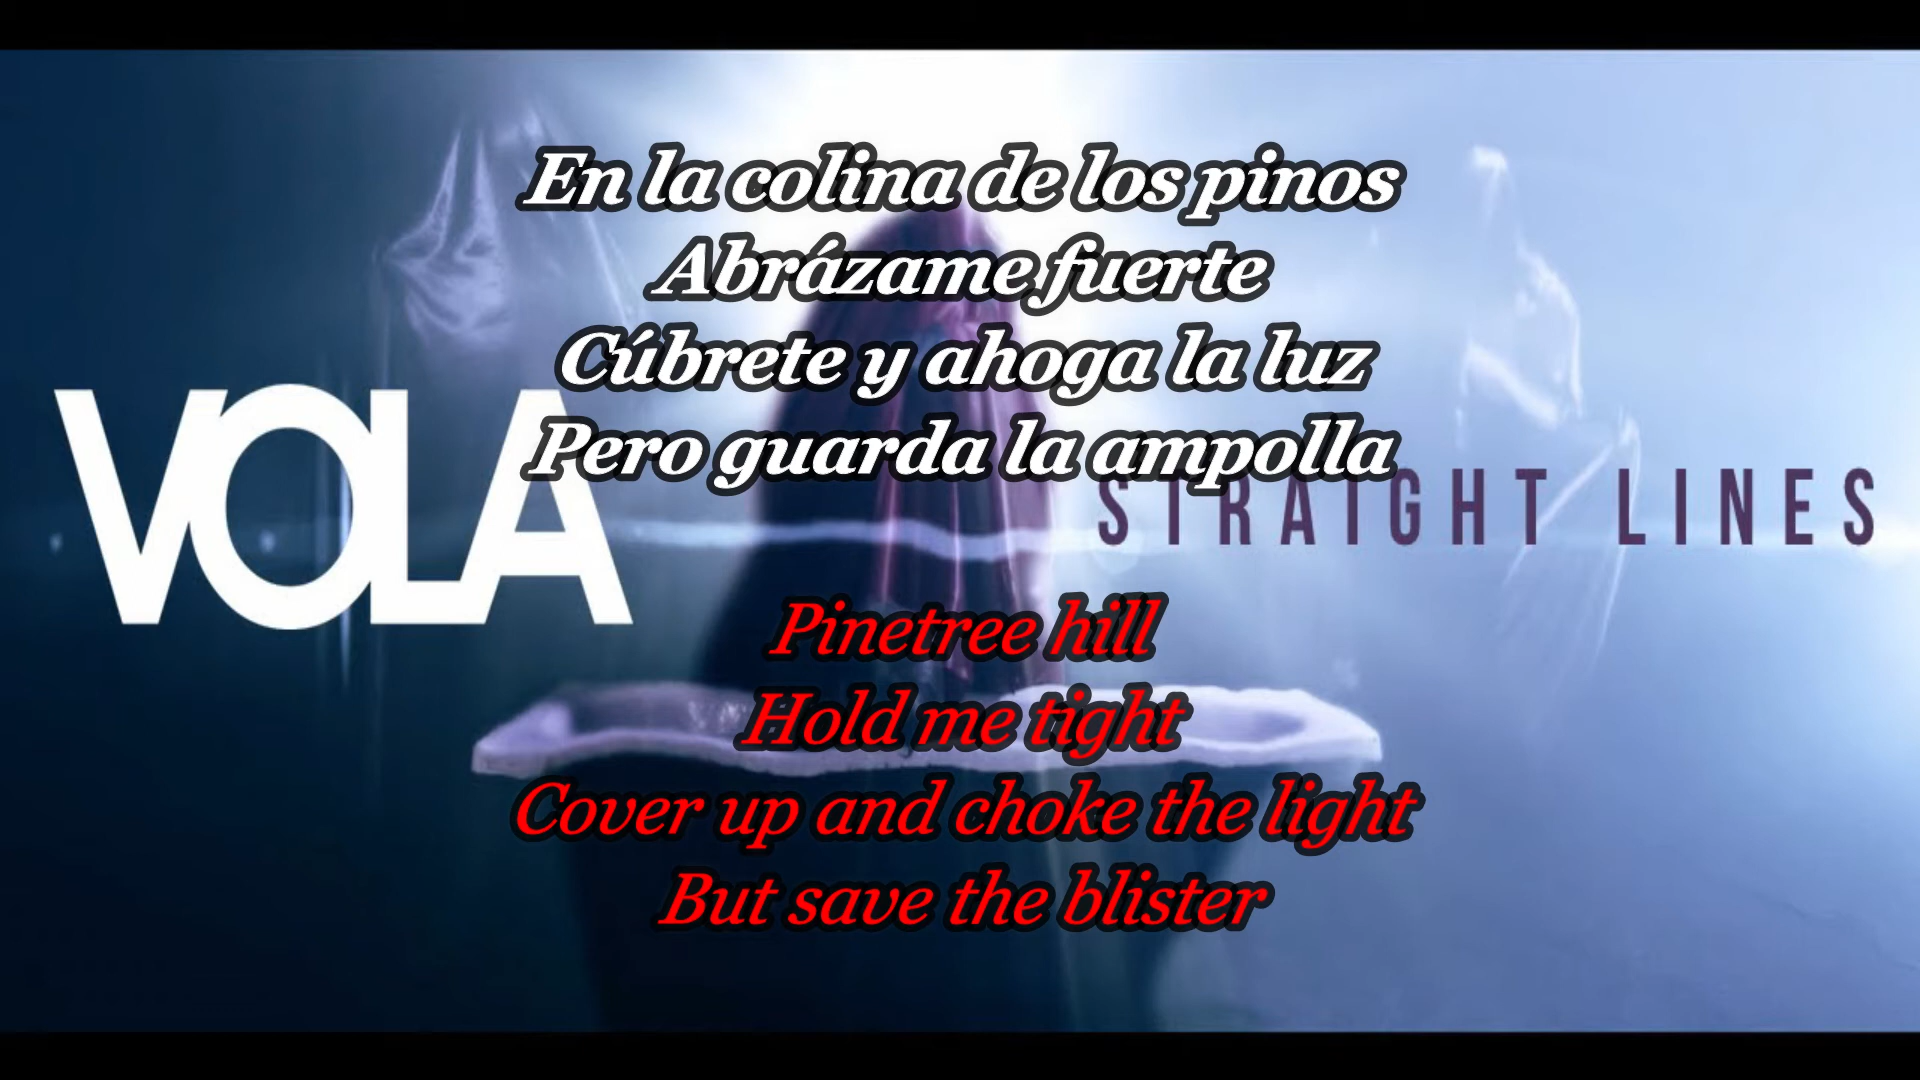 En la colina de los pinos
Abrázame fuerte
Cúbrete y ahoga la luz
Pero guarda la ampolla
VOLA
STRAIGHT LINES
Pinetree hill
Hold me tight
Cover up and choke the light
But save the blister